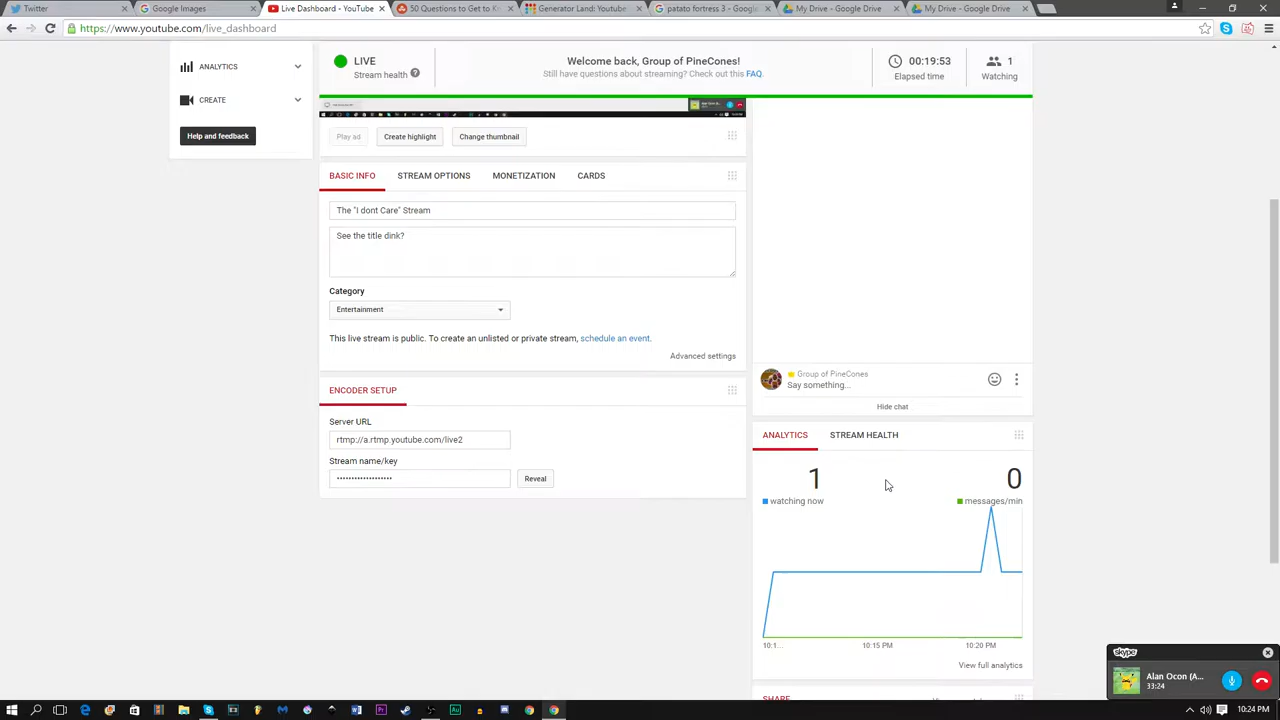 Twitter
Google Images
Live Dashboard - YouTube
50 Questions to Get to K
Generator Land: Youtube
patato fortress 3 - Google
My Drive - Google Drive
My Drive - Google Drive
https://www.youtube.com/live_dashboard
ANALYTICS
CREATE
Help and feedback
LIVE
Stream health
Welcome back, Group of PineCones!
Still have questions about streaming? Check out this FAQ.
00:19:53
Elapsed time
1
Watching
Play ad
Create highlight
Change thumbnail
BASIC INFO
STREAM OPTIONS
MONETIZATION
CARDS
The "I dont Care" Stream
See the title dink?
Category
Entertainment
This live stream is public. To create an unlisted or private stream, schedule an event.
Advanced settings
ENCODER SETUP
Server URL
rtmp://a.rtmp.youtube.com/live2
Stream name/key
Reveal
Group of PineCones
Say something...
Hide chat
ANALYTICS
STREAM HEALTH
1
watching now
0
messages/min
10:1...
10:15 PM
10:20 PM
View full analytics
SHARE
skype
Alan Ocon (A...
33:24
10:24 PM